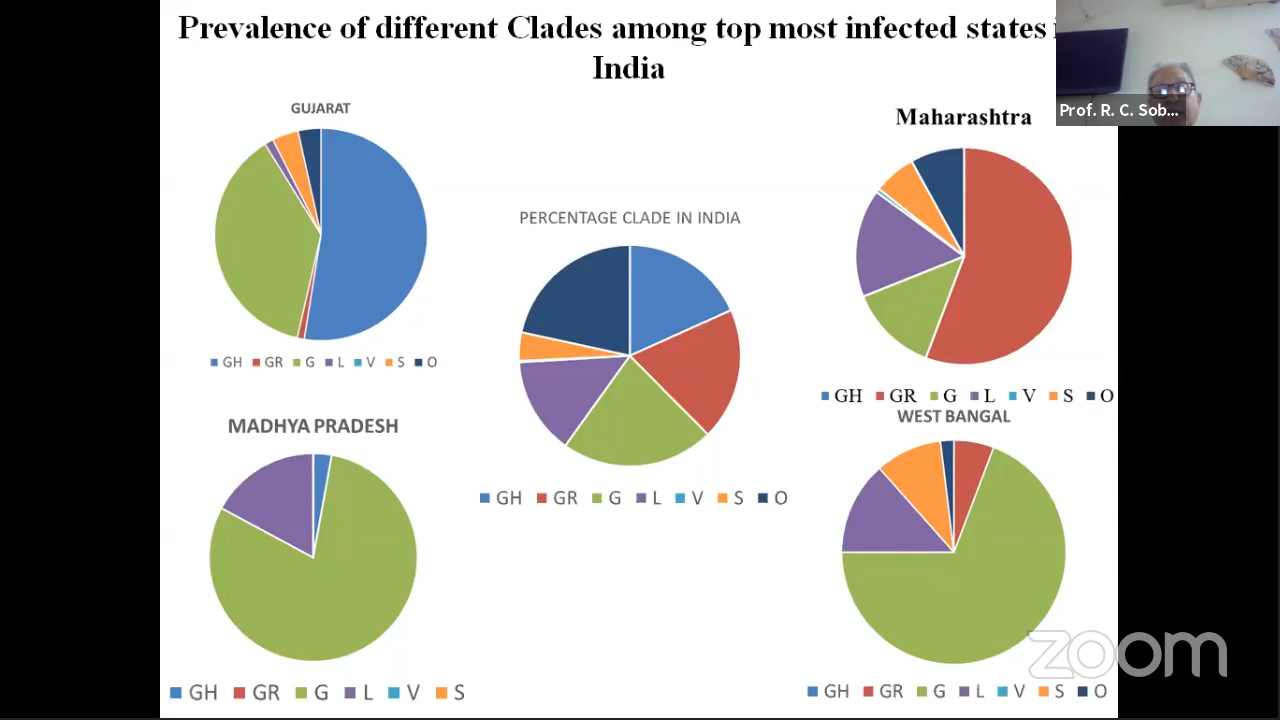 Prevalence of different Clades among top most infected states
India
Prof. R. C. Sob...
GUJARAT
GH GR G L V S O
Maharashtra
GH GR G L V S O
PERCENTAGE CLADE IN INDIA
GH GR G L V S O
MADHYA PRADESH
GH GR G L V S
WEST BANGAL
GH GR G L V S O
zoom